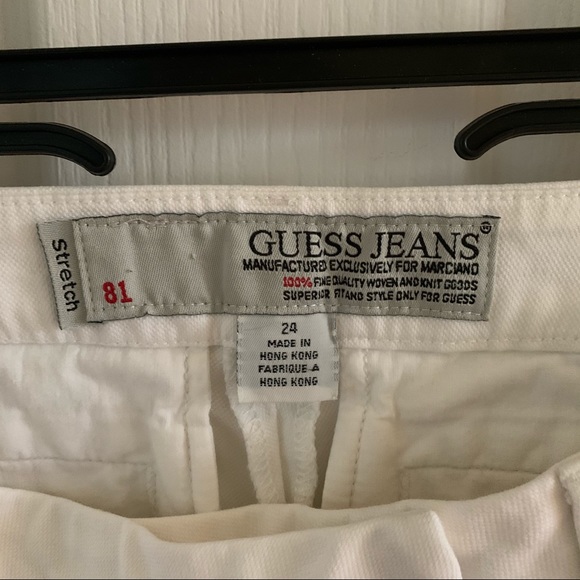 stretch
81
GUESS JEANS®
MANUFACTURED EXCLUSIVELY FOR MARCIANO
100% FINE QUALITY WOVEN AND KNIT GOODS
SUPERIOR FIT AND STYLE ONLY FOR GUESS
24
MADE IN
HONG KONG
FABRIQUE A
HONG KONG